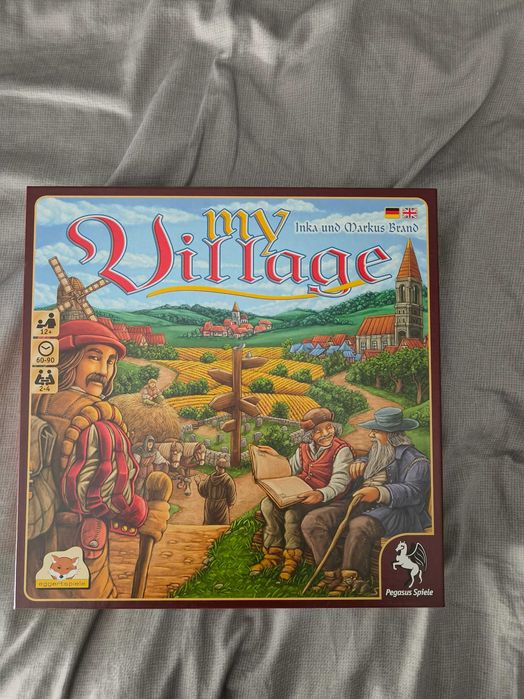 my
Village
Inka und Markus Brand
12+
60-90
2-4
eggertspiele
Pegasus Spiele